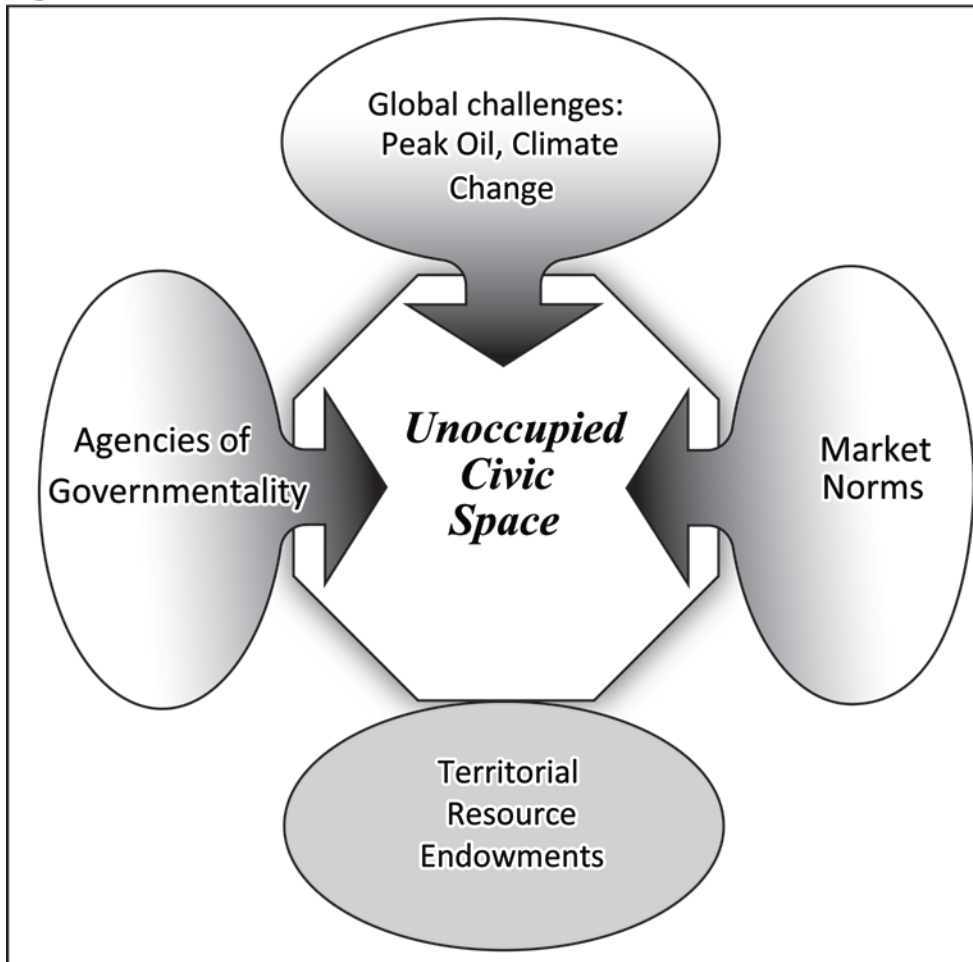 Global challenges:
Peak Oil, Climate
Change
Agencies of
Governmentality
Unoccupied
Civic
Space
Market
Norms
Territorial
Resource
Endowments